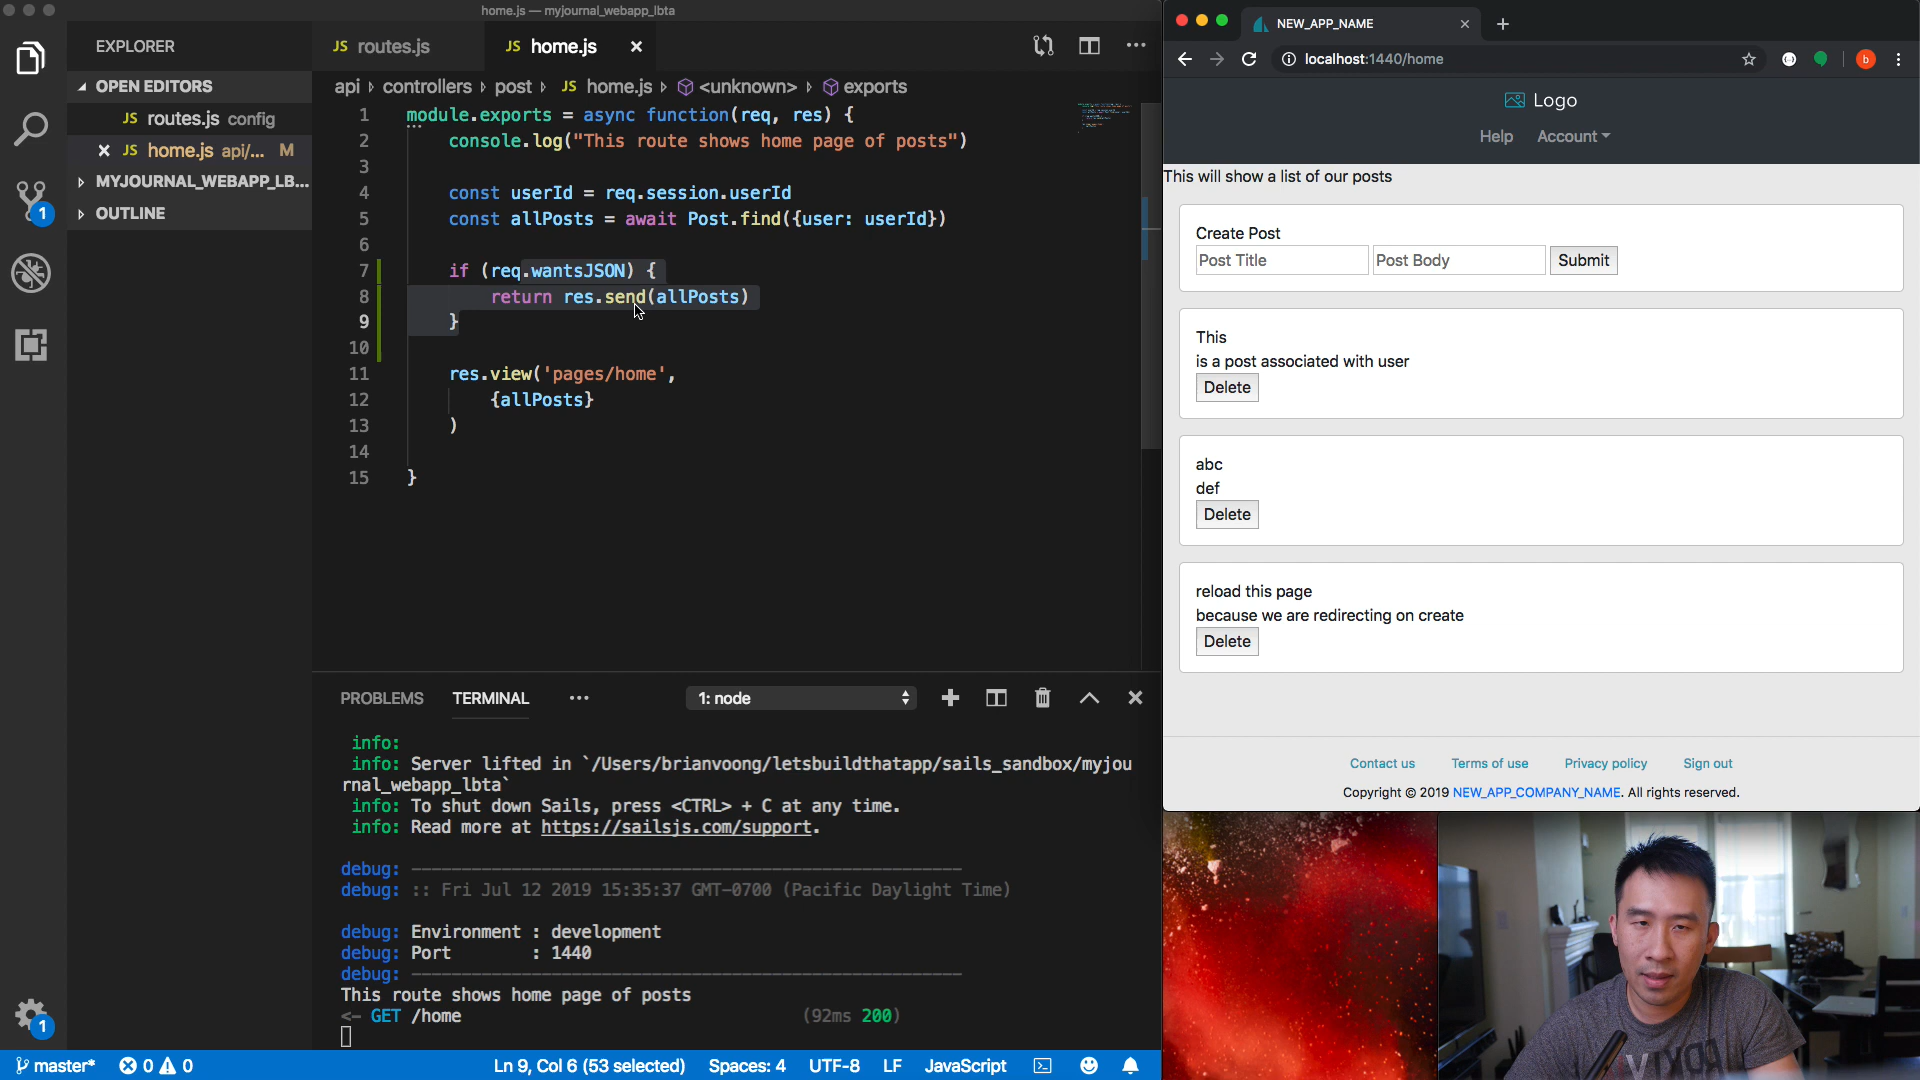 home.js — myjournal_webapp_lbta
EXPLORER
OPEN EDITORS
JS routes.js config
JS home.js api/... M
MYJOURNAL_WEBAPP_LB...
OUTLINE
1
1
JS routes.js
JS home.js
api › controllers › post › JS home.js › <unknown> › exports
1 module.exports = async function(req, res) {
2 console.log("This route shows home page of posts")
3
4 const userId = req.session.userId
5 const allPosts = await Post.find({user: userId})
6
7 if (req.wantsJSON) {
8 return res.send(allPosts)
9 }
10
11 res.view('pages/home',
12 {allPosts}
13 )
14
15 }
PROBLEMS TERMINAL ··· 1: node
info:
info: Server lifted in `/Users/brianvoong/letsbuildthatapp/sails_sandbox/myjou
rnal_webapp_lbta`
info: To shut down Sails, press <CTRL> + C at any time.
info: Read more at https://sailsjs.com/support.
debug: -------------------------------------------------------
debug: :: Fri Jul 12 2019 15:35:37 GMT-0700 (Pacific Daylight Time)
debug: Environment : development
debug: Port : 1440
debug: -------------------------------------------------------
This route shows home page of posts
<- GET /home (92ms 200)
master* 0 0 Ln 9, Col 6 (53 selected) Spaces: 4 UTF-8 LF JavaScript
NEW_APP_NAME
localhost:1440/home
b
Logo
Help Account
This will show a list of our posts
Create Post
Post Title Post Body Submit
This
is a post associated with user
Delete
abc
def
Delete
reload this page
because we are redirecting on create
Delete
Contact us Terms of use Privacy policy Sign out
Copyright © 2019 NEW_APP_COMPANY_NAME. All rights reserved.